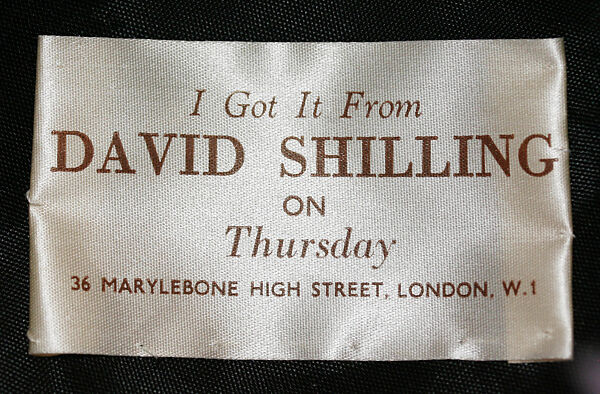 I Got It From
DAVID SHILLING
ON
Thursday
36 MARYLEBONE HIGH STREET, LONDON, W.1